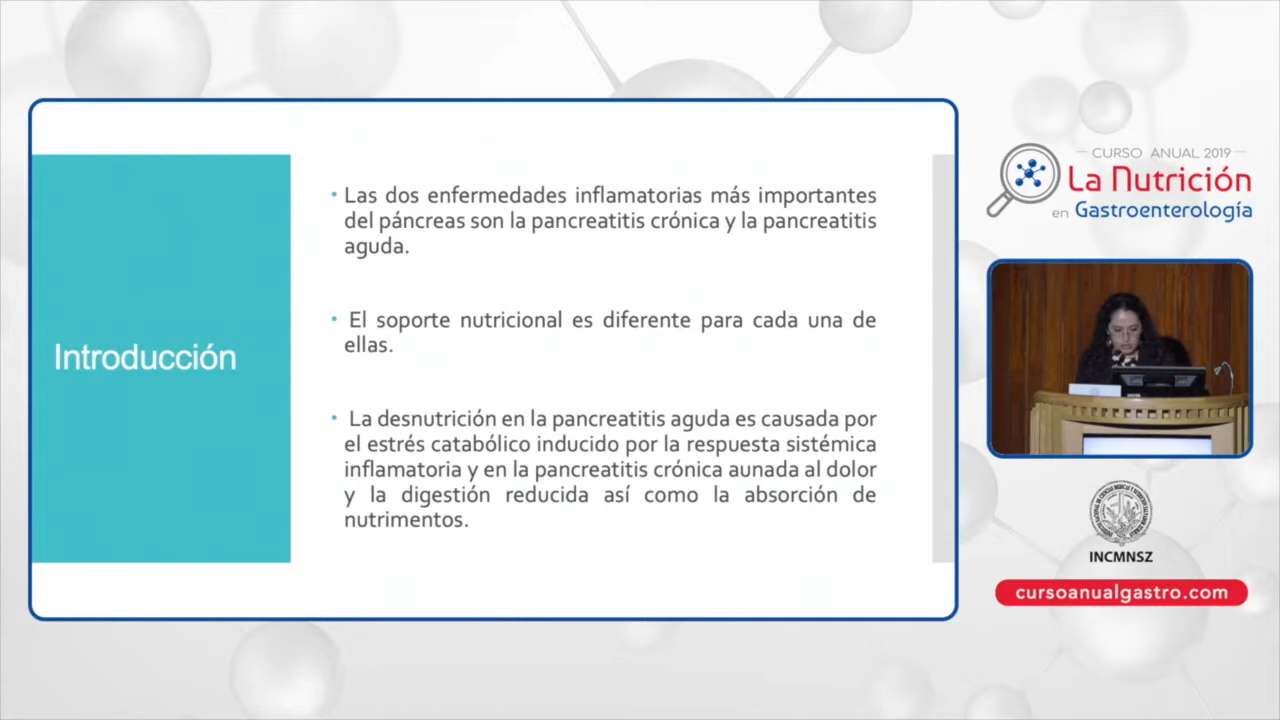 Introducción
• Las dos enfermedades inflamatorias más importantes
del páncreas son la pancreatitis crónica y la pancreatitis
aguda.
• El soporte nutricional es diferente para cada una de
ellas.
• La desnutrición en la pancreatitis aguda es causada por
el estrés catabólico inducido por la respuesta sistémica
inflamatoria y en la pancreatitis crónica aunada al dolor
y la digestión reducida así como la absorción de
nutrimentos.
CURSO ANUAL 2019
La Nutrición
en Gastroenterología
INCMNSZ
cursoanualgastro.com